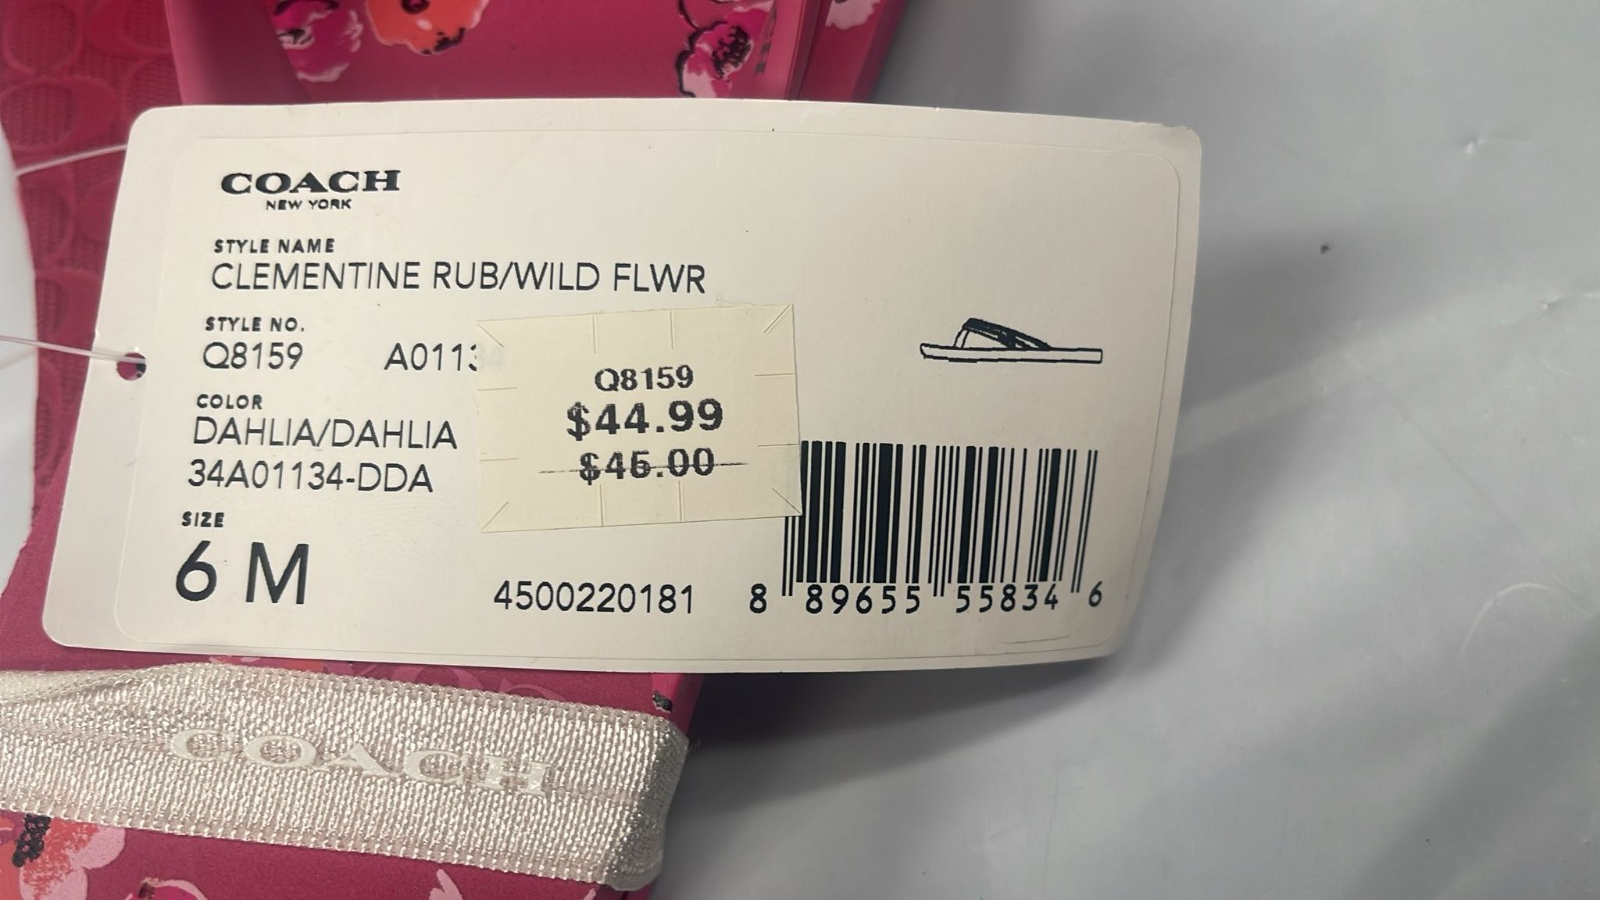 COACH
NEW YORK
STYLE NAME
CLEMENTINE RUB/WILD FLWR
STYLE NO.
Q8159 A0113
COLOR
DAHLIA/DAHLIA
34A01134-DDA
SIZE
6 M
Q8159
$44.99
$45.00
4500220181
8 89655 55834 6
COACH